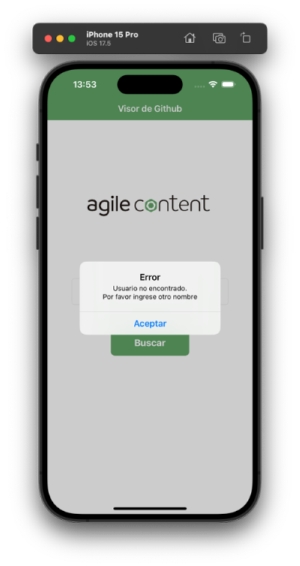 iPhone 15 Pro
iOS 17.5
13:53
Visor de Github
agile content
Error
Usuario no encontrado.
Por favor ingrese otro nombre
Aceptar
Buscar